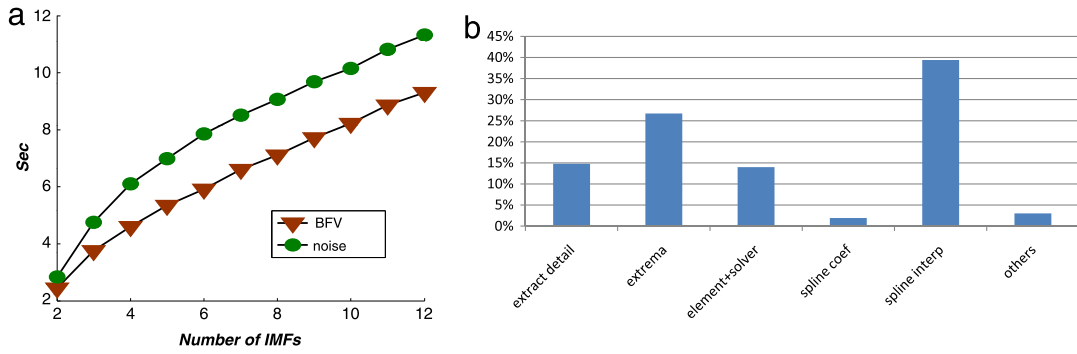 a
12
10
8
6
4
2
Sec
2
4
6
8
10
12
Number of IMFs
BFV
noise
b
45%
40%
35%
30%
25%
20%
15%
10%
5%
0%
extract detail
extrema
element+solver
spline coef
spline interp
others